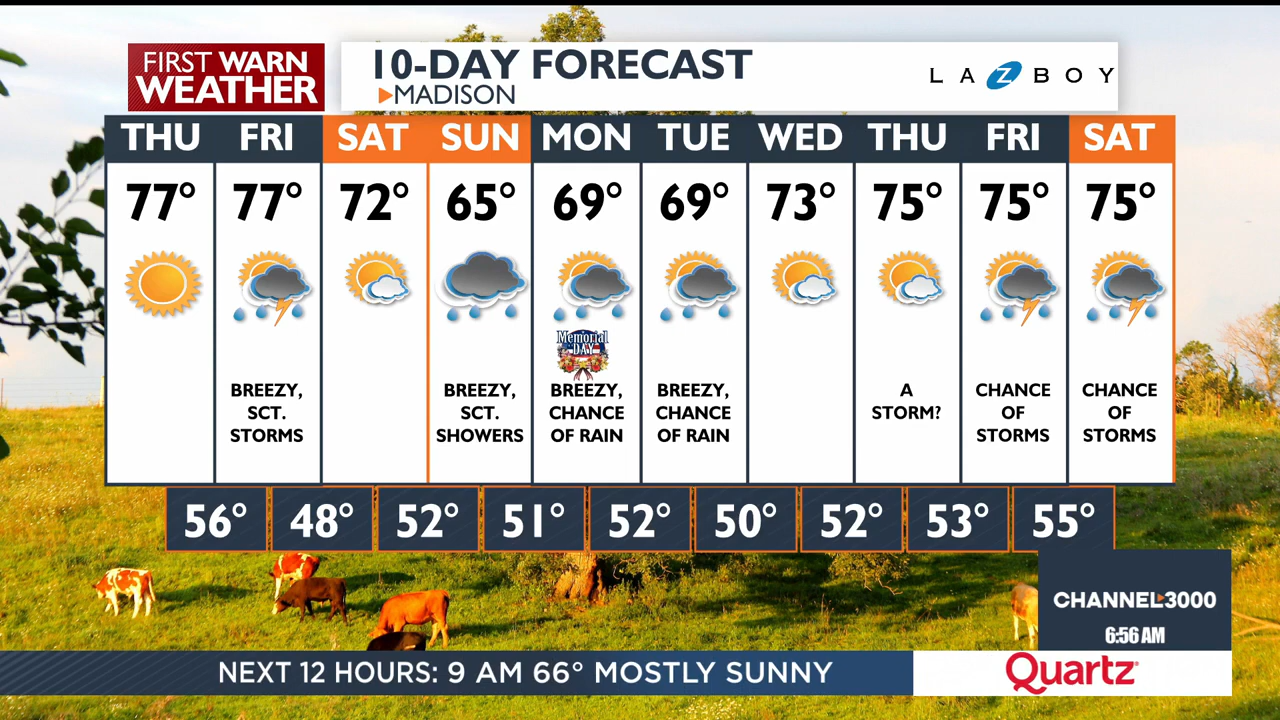 FIRST WARN
WEATHER
10-DAY FORECAST
MADISON
LA Z BOY
THU FRI SAT SUN MON TUE WED THU FRI SAT
77° 77° 72° 65° 69° 69° 73° 75° 75° 75°
Memorial
DAY
BREEZY,
SCT.
STORMS
BREEZY,
SCT.
SHOWERS
BREEZY,
CHANCE
OF RAIN
BREEZY,
CHANCE
OF RAIN
A
STORM?
CHANCE
OF
STORMS
CHANCE
OF
STORMS
56° 48° 52° 51° 52° 50° 52° 53° 55°
CHANNEL3000
6:56 AM
NEXT 12 HOURS: 9 AM 66° MOSTLY SUNNY
Quartz